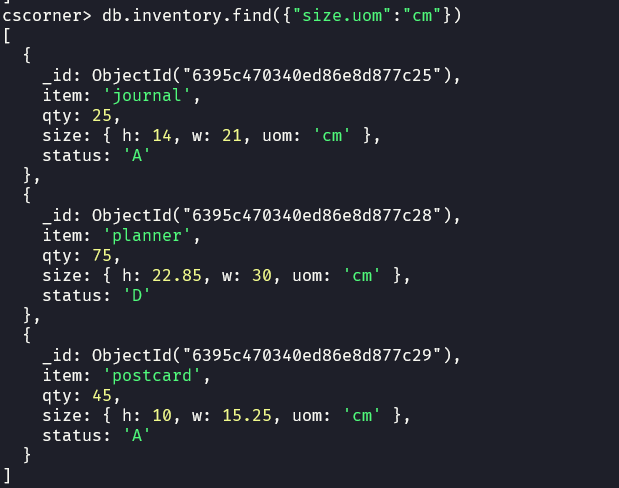 cscorner> db.inventory.find({"size.uom":"cm"})
[
  {
    _id: ObjectId("6395c470340ed86e8d877c25"),
    item: 'journal',
    qty: 25,
    size: { h: 14, w: 21, uom: 'cm' },
    status: 'A'
  },
  {
    _id: ObjectId("6395c470340ed86e8d877c28"),
    item: 'planner',
    qty: 75,
    size: { h: 22.85, w: 30, uom: 'cm' },
    status: 'D'
  },
  {
    _id: ObjectId("6395c470340ed86e8d877c29"),
    item: 'postcard',
    qty: 45,
    size: { h: 10, w: 15.25, uom: 'cm' },
    status: 'A'
  }
]